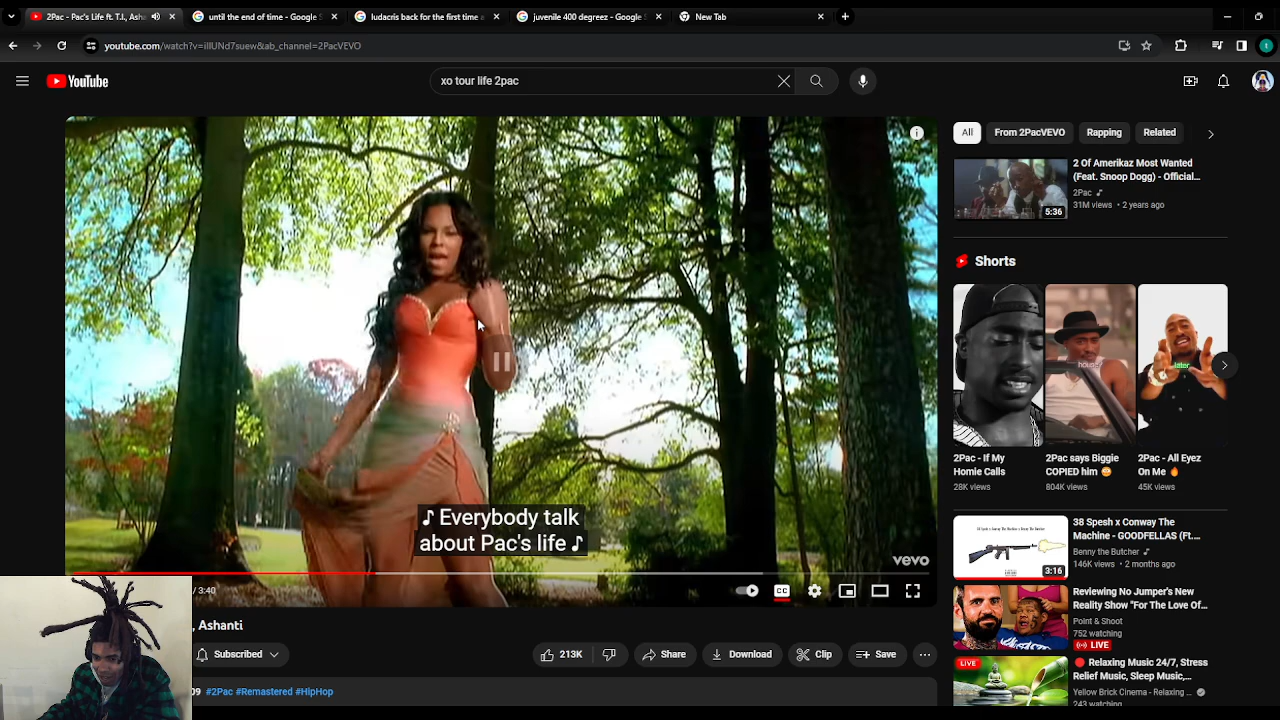 2Pac - Pac's Life ft. T.I., Asha
until the end of time - Google S
ludacris back for the first time a
juvenile 400 degreez - Google S
New Tab
youtube.com/watch?v=illUNd7suew&ab_channel=2PacVEVO
t
YouTube
xo tour life 2pac
♪ Everybody talk
about Pac's life ♪
vevo
/ 3:40
CC
, Ashanti
Subscribed
213K
Share
Download
Clip
Save
09 #2Pac #Remastered #HipHop
All
From 2PacVEVO
Rapping
Related
2 Of Amerikaz Most Wanted
(Feat. Snoop Dogg) - Official...
2Pac
31M views • 2 years ago
5:36
Shorts
house?
later
2Pac - If My
Homie Calls
28K views
2Pac says Biggie
COPIED him 😳
804K views
2Pac - All Eyez
On Me 🔥
45K views
38 Spesh x Conway The
Machine - GOODFELLAS (Ft....
Benny the Butcher
146K views • 2 months ago
3:16
Reviewing No Jumper's New
Reality Show "For The Love Of...
Point & Shoot
752 watching
LIVE
LIVE
🔴 Relaxing Music 24/7, Stress
Relief Music, Sleep Music,...
Yellow Brick Cinema - Relaxing ...
243 watching